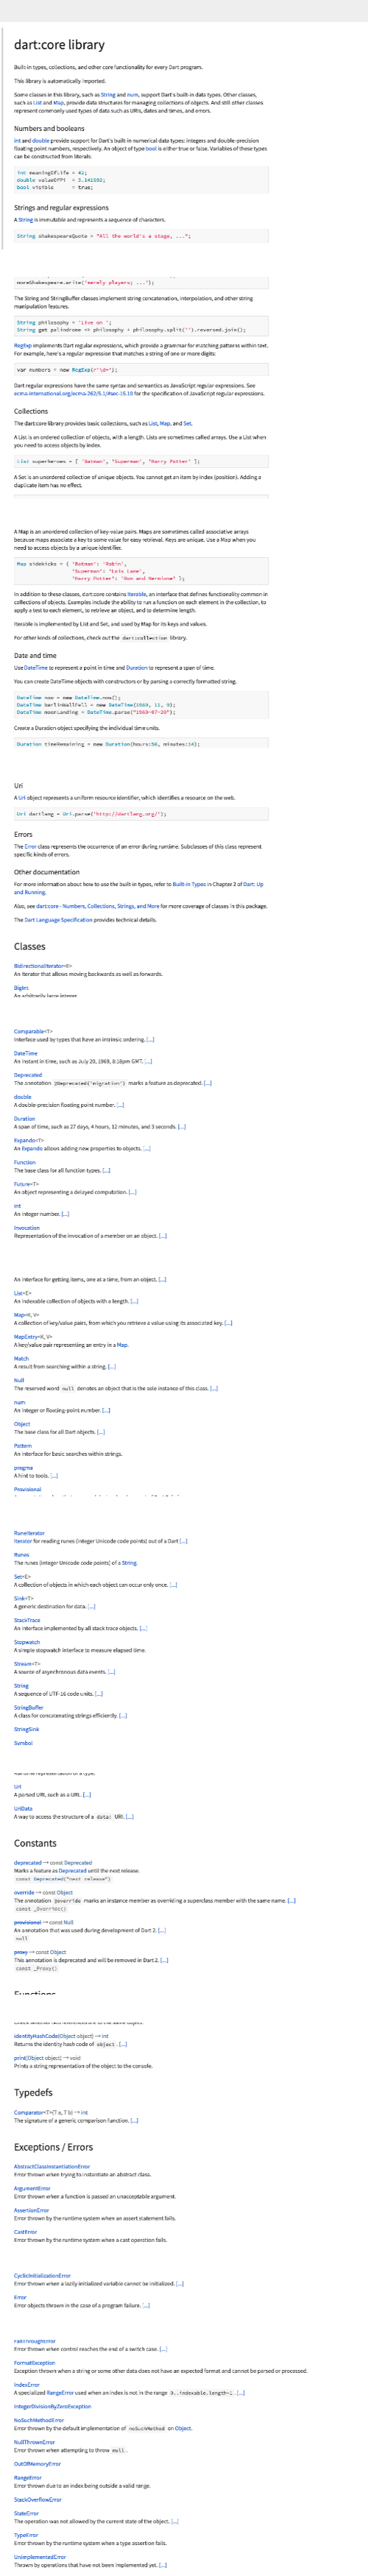 dart:core library
Built-in types, collections, and other core functionality for every Dart program.
This library is automatically imported.
Some classes in this library, such as String and num, support Dart's built-in data types. Other classes,
such as List and Map, provide data structures for managing collections of objects. And still other classes
represent commonly used types of data such as URIs, dates and times, and errors.
Numbers and booleans
int and double provide support for Dart's built-in numerical data types: integers and double-precision
floating point numbers, respectively. An object of type bool is either true or false. Variables of these types
can be constructed from literals:
int meaningOfLife = 42;
double valueOfPi = 3.141592;
bool visible = true;
Strings and regular expressions
A String is immutable and represents a sequence of characters.
String shakespeareQuote = "All the world's a stage, ...";
moreShakespeare.write('merely players; ...');
The String and StringBuffer classes implement string concatenation, interpolation, and other string
manipulation features.
String philosophy = 'Live on ';
String get palindrome => philosophy + philosophy.split('').reversed.join();
RegExp implements Dart regular expressions, which provide a grammar for matching patterns within text.
For example, here's a regular expression that matches a string of one or more digits:
var numbers = new RegExp(r'\d+');
Dart regular expressions have the same syntax and semantics as JavaScript regular expressions. See
ecma-international.org/ecma-262/5.1/#sec-15.10 for the specification of JavaScript regular expressions.
Collections
The dart:core library provides basic collections, such as List, Map, and Set.
A List is an ordered collection of objects, with a length. Lists are sometimes called arrays. Use a List when
you need to access objects by index.
List superheroes = [ 'Batman', 'Superman', 'Harry Potter' ];
A Set is an unordered collection of unique objects. You cannot get an item by index (position). Adding a
duplicate item has no effect.
A Map is an unordered collection of key-value pairs. Maps are sometimes called associative arrays
because maps associate a key to some value for easy retrieval. Keys are unique. Use a Map when you
need to access objects by a unique identifier.
Map sidekicks = { 'Batman': 'Robin',
'Superman': 'Lois Lane',
'Harry Potter': 'Ron and Hermione' };
In addition to these classes, dart:core contains Iterable, an interface that defines functionality common in
collections of objects. Examples include the ability to run a function on each element in the collection, to
apply a test to each element, to retrieve an object, and to determine length.
Iterable is implemented by List and Set, and used by Map for its keys and values.
For other kinds of collections, check out the dart:collection library.
Date and time
Use DateTime to represent a point in time and Duration to represent a span of time.
You can create DateTime objects with constructors or by parsing a correctly formatted string.
DateTime now = new DateTime.now();
DateTime berlinWallFell = new DateTime(1989, 11, 9);
DateTime moonLanding = DateTime.parse("1969-07-20");
Create a Duration object specifying the individual time units.
Duration timeRemaining = new Duration(hours:56, minutes:14);
Uri
A Uri object represents a uniform resource identifier, which identifies a resource on the web.
Uri dartlang = Uri.parse('http://dartlang.org/');
Errors
The Error class represents the occurrence of an error during runtime. Subclasses of this class represent
specific kinds of errors.
Other documentation
For more information about how to use the built-in types, refer to Built-in Types in Chapter 2 of Dart: Up
and Running.
Also, see dart:core - Numbers, Collections, Strings, and More for more coverage of classes in this package.
The Dart Language Specification provides technical details.
Classes
BidirectionalIterator<E>
An Iterator that allows moving backwards as well as forwards.
BigInt
An arbitrarily large integer.
Comparable<T>
Interface used by types that have an intrinsic ordering. [...]
DateTime
An instant in time, such as July 20, 1969, 8:18pm GMT. [...]
Deprecated
The annotation @Deprecated('migration') marks a feature as deprecated. [...]
double
A double-precision floating point number. [...]
Duration
A span of time, such as 27 days, 4 hours, 12 minutes, and 3 seconds. [...]
Expando<T>
An Expando allows adding new properties to objects. [...]
Function
The base class for all function types. [...]
Future<T>
An object representing a delayed computation. [...]
int
An integer number. [...]
Invocation
Representation of the invocation of a member on an object. [...]
An interface for getting items, one at a time, from an object. [...]
List<E>
An indexable collection of objects with a length. [...]
Map<K, V>
A collection of key/value pairs, from which you retrieve a value using its associated key. [...]
MapEntry<K, V>
A key/value pair representing an entry in a Map.
Match
A result from searching within a string. [...]
Null
The reserved word null denotes an object that is the sole instance of this class. [...]
num
An integer or floating-point number. [...]
Object
The base class for all Dart objects. [...]
Pattern
An interface for basic searches within strings.
pragma
A hint to tools. [...]
Provisional
RuneIterator
Iterator for reading runes (integer Unicode code points) out of a Dart [...]
Runes
The runes (integer Unicode code points) of a String.
Set<E>
A collection of objects in which each object can occur only once. [...]
Sink<T>
A generic destination for data. [...]
StackTrace
An interface implemented by all stack trace objects. [...]
Stopwatch
A simple stopwatch interface to measure elapsed time.
Stream<T>
A source of asynchronous data events. [...]
String
A sequence of UTF-16 code units. [...]
StringBuffer
A class for concatenating strings efficiently. [...]
StringSink
Symbol
Runtime representation of a type.
Uri
A parsed URI, such as a URL. [...]
UriData
A way to access the structure of a data: URI. [...]
Constants
deprecated → const Deprecated
Marks a feature as Deprecated until the next release.
const Deprecated("next release")
override → const Object
The annotation @override marks an instance member as overriding a superclass member with the same name. [...]
const _Override()
provisional → const Null
An annotation that was used during development of Dart 2. [...]
null
proxy → const Object
This annotation is deprecated and will be removed in Dart 2. [...]
const _Proxy()
Functions
identityHashCode(Object object) → int
Returns the identity hash code of object. [...]
print(Object object) → void
Prints a string representation of the object to the console.
Typedefs
Comparator<T>(T a, T b) → int
The signature of a generic comparison function. [...]
Exceptions / Errors
AbstractClassInstantiationError
Error thrown when trying to instantiate an abstract class.
ArgumentError
Error thrown when a function is passed an unacceptable argument.
AssertionError
Error thrown by the runtime system when an assert statement fails.
CastError
Error thrown by the runtime system when a cast operation fails.
CyclicInitializationError
Error thrown when a lazily initialized variable cannot be initialized. [...]
Error
Error objects thrown in the case of a program failure. [...]
FallThroughError
Error thrown when control reaches the end of a switch case. [...]
FormatException
Exception thrown when a string or some other data does not have an expected format and cannot be parsed or processed.
IndexError
A specialized RangeError used when an index is not in the range 0..indexable.length-1. [...]
IntegerDivisionByZeroException
NoSuchMethodError
Error thrown by the default implementation of noSuchMethod on Object.
NullThrownError
Error thrown when attempting to throw null.
OutOfMemoryError
RangeError
Error thrown due to an index being outside a valid range.
StackOverflowError
StateError
The operation was not allowed by the current state of the object. [...]
TypeError
Error thrown by the runtime system when a type assertion fails.
UnimplementedError
Thrown by operations that have not been implemented yet. [...]